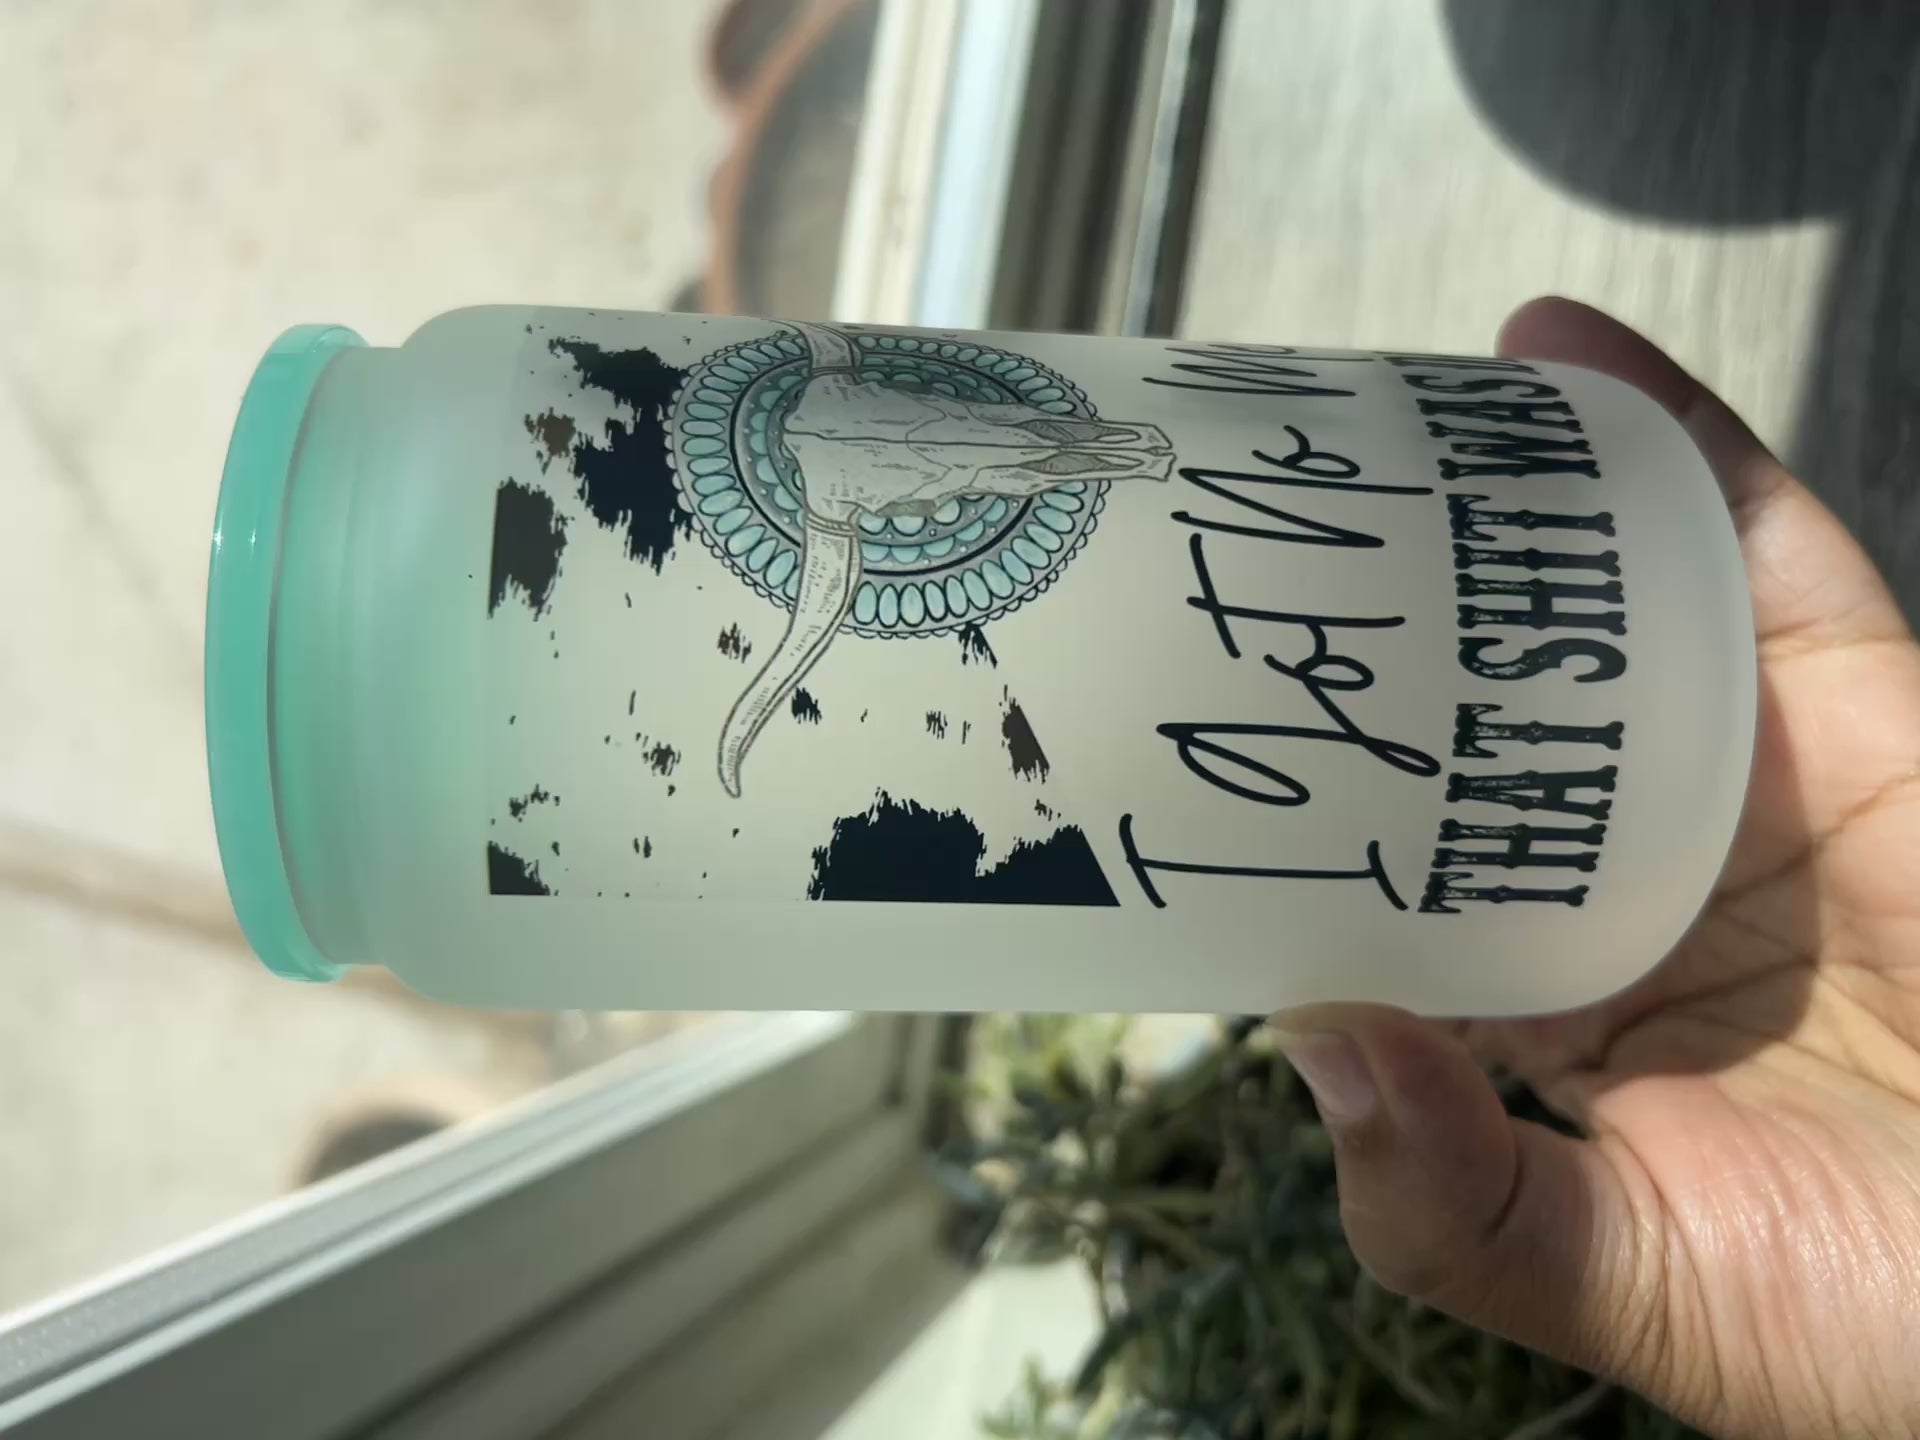 I Got No
THAT SHIT WAS